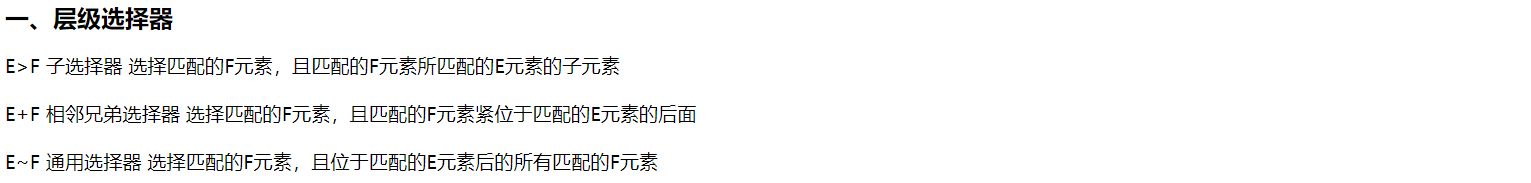 一、层级选择器
E>F 子选择器 选择匹配的F元素，且匹配的F元素所匹配的E元素的子元素
E+F 相邻兄弟选择器 选择匹配的F元素，且匹配的F元素紧位于匹配的E元素的后面
E~F 通用选择器 选择匹配的F元素，且位于匹配的E元素后的所有匹配的F元素